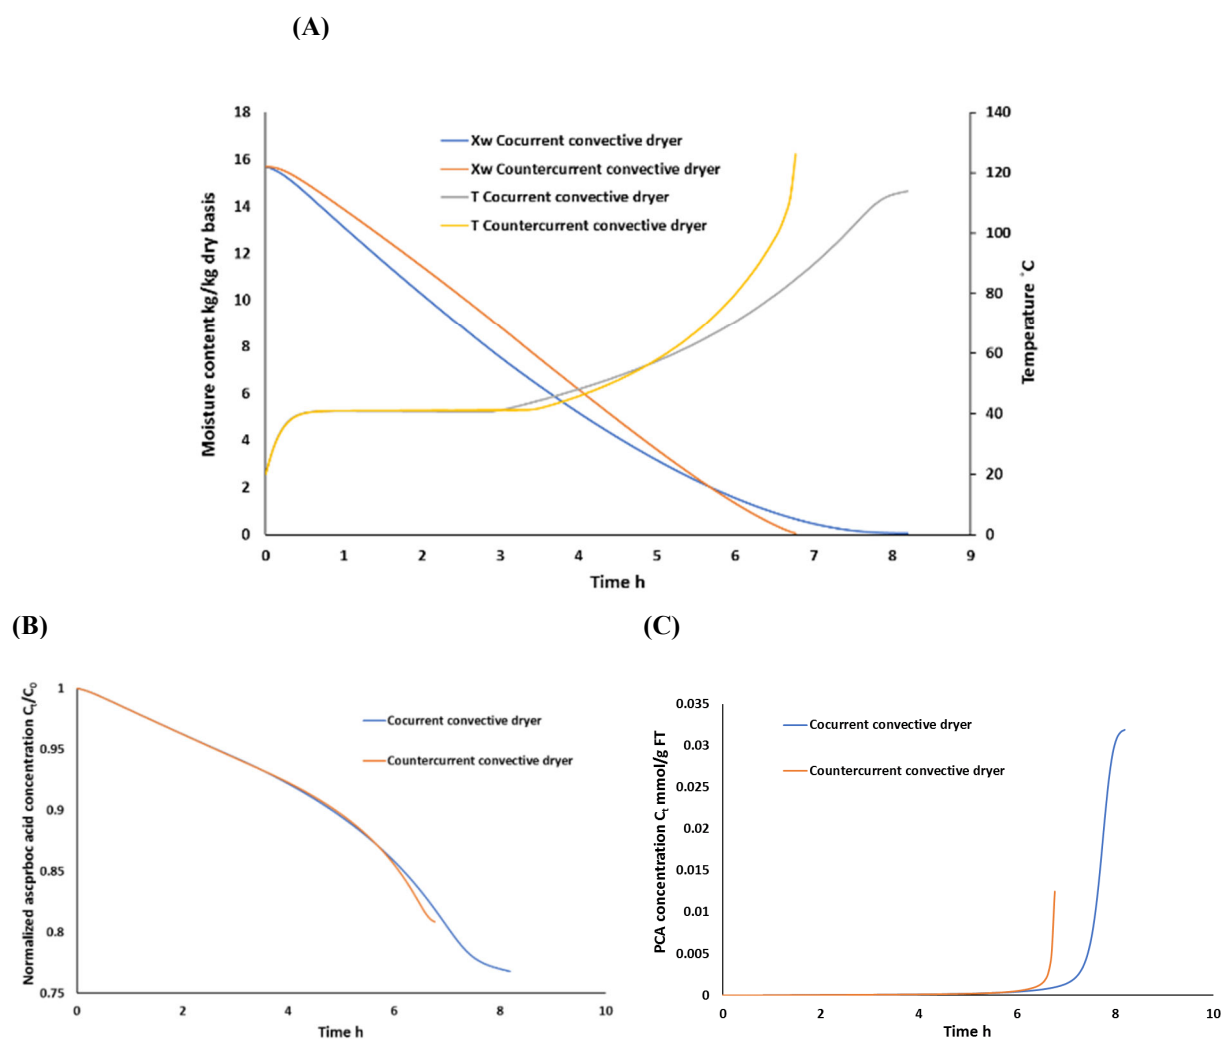 (A)
18
16
14
12
10
8
6
4
2
0
Moisture content kg/kg dry basis
Xw Cocurrent convective dryer
Xw Countercurrent convective dryer
T Cocurrent convective dryer
T Countercurrent convective dryer
140
120
100
80
60
40
20
0
Temperature °C
0 1 2 3 4 5 6 7 8 9
Time h
(B)
1
0.95
0.9
0.85
0.8
0.75
Normalized ascprboc acid concentration Ct/C0
Cocurrent convective dryer
Countercurrent convective dryer
0 2 4 6 8 10
Time h
(C)
0.035
0.03
0.025
0.02
0.015
0.01
0.005
0
PCA concentration Ct mmol/g FT
Cocurrent convective dryer
Countercurrent convective dryer
0 2 4 6 8 10
Time h